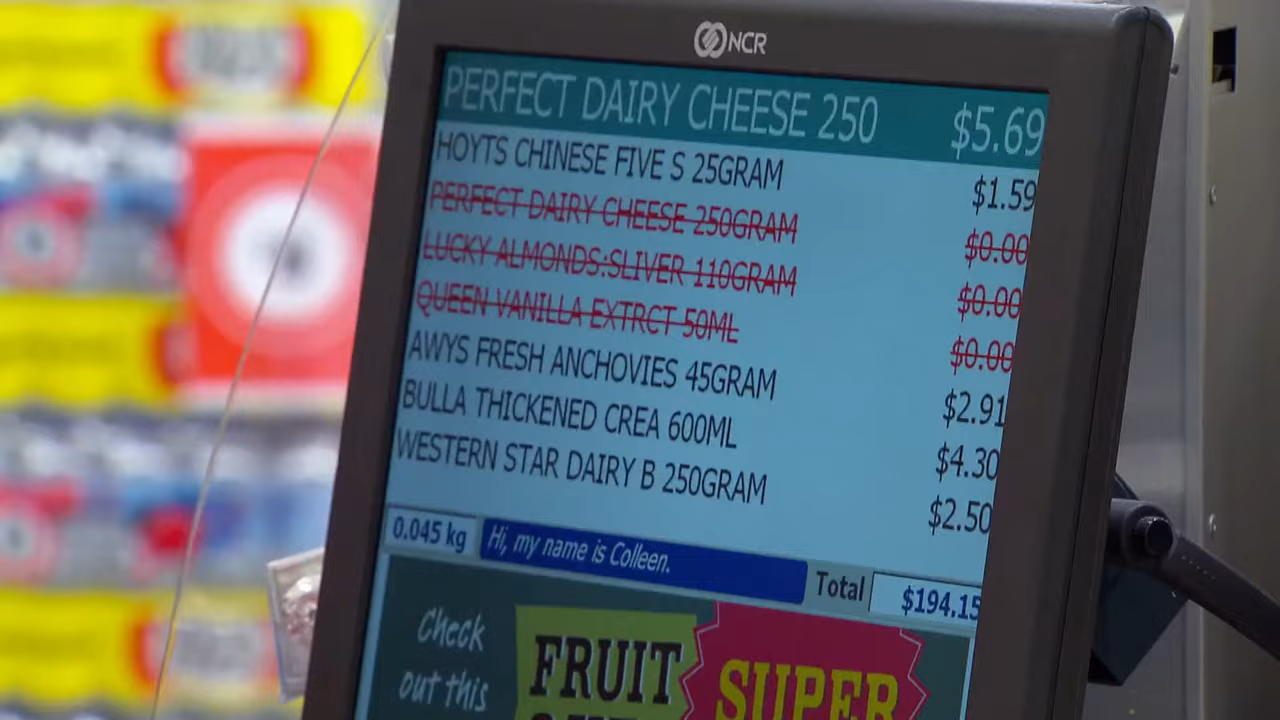 NCR
PERFECT DAIRY CHEESE 250 $5.69
HOYTS CHINESE FIVE S 25GRAM $1.59
PERFECT DAIRY CHEESE 250GRAM $0.00
LUCKY ALMONDS:SLIVER 110GRAM $0.00
QUEEN VANILLA EXTRCT 50ML $0.00
AWYS FRESH ANCHOVIES 45GRAM $2.91
BULLA THICKENED CREA 600ML $4.30
WESTERN STAR DAIRY B 250GRAM $2.50
0.045 kg Hi, my name is Colleen. Total $194.15
Check
out this
FRUIT
SUPER